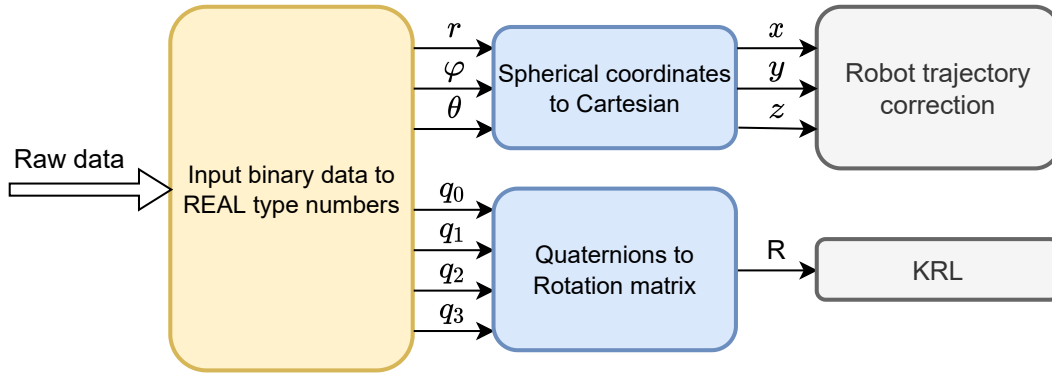 Raw data
Input binary data to
REAL type numbers
r
φ
θ
Spherical coordinates
to Cartesian
x
y
z
Robot trajectory
correction
q₀
q₁
q₂
q₃
Quaternions to
Rotation matrix
R
KRL